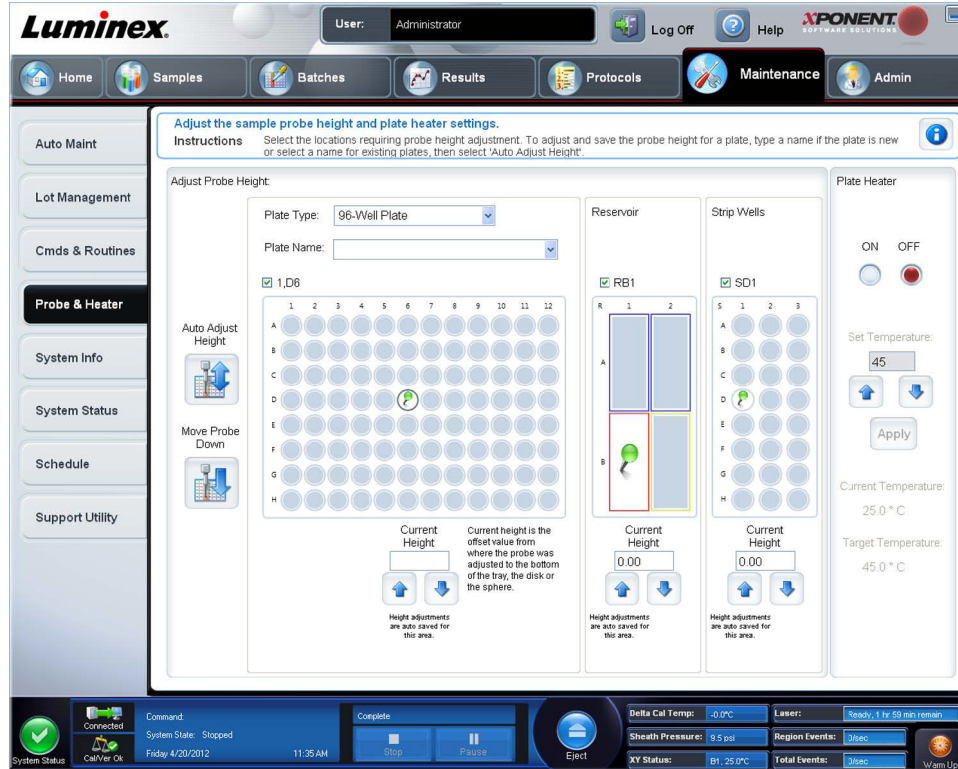 Luminex.
User: Administrator
Log Off
Help
XPONENT.
SOFTWARE SOLUTIONS
Home
Samples
Batches
Results
Protocols
Maintenance
Admin
Auto Maint
Lot Management
Cmds & Routines
Probe & Heater
System Info
System Status
Schedule
Support Utility
Adjust the sample probe height and plate heater settings.
Instructions Select the locations requiring probe height adjustment. To adjust and save the probe height for a plate, type a name if the plate is new
or select a name for existing plates, then select 'Auto Adjust Height'.
Adjust Probe Height:
Auto Adjust
Height
Move Probe
Down
Plate Type: 96-Well Plate
Plate Name:
1,D6
1 2 3 4 5 6 7 8 9 10 11 12
A
B
C
D
E
F
G
H
Current
Height
Current height is the
offset value from
where the probe was
adjusted to the bottom
of the tray, the disk or
the sphere.
Height adjustments
are auto saved for
this area.
Reservoir
RB1
R 1 2
A
B
Current
Height
0.00
Height adjustments
are auto saved for
this area.
Strip Wells
SD1
S 1 2 3
A
B
C
D
E
F
G
H
Current
Height
0.00
Height adjustments
are auto saved for
this area.
Plate Heater
ON OFF
Set Temperature:
45
Apply
Current Temperature:
25.0 ° C
Target Temperature:
45.0 ° C
System Status
Connected
Cal/Ver Ok
Command:
System State: Stopped
Friday 4/20/2012 11:35 AM
Complete
Stop
Pause
Eject
Delta Cal Temp: -0.0°C
Sheath Pressure: 9.5 psi
XY Status: B1, 25.0°C
Laser: Ready, 1 hr 59 min remain
Region Events: 0/sec
Total Events: 0/sec
Warm Up